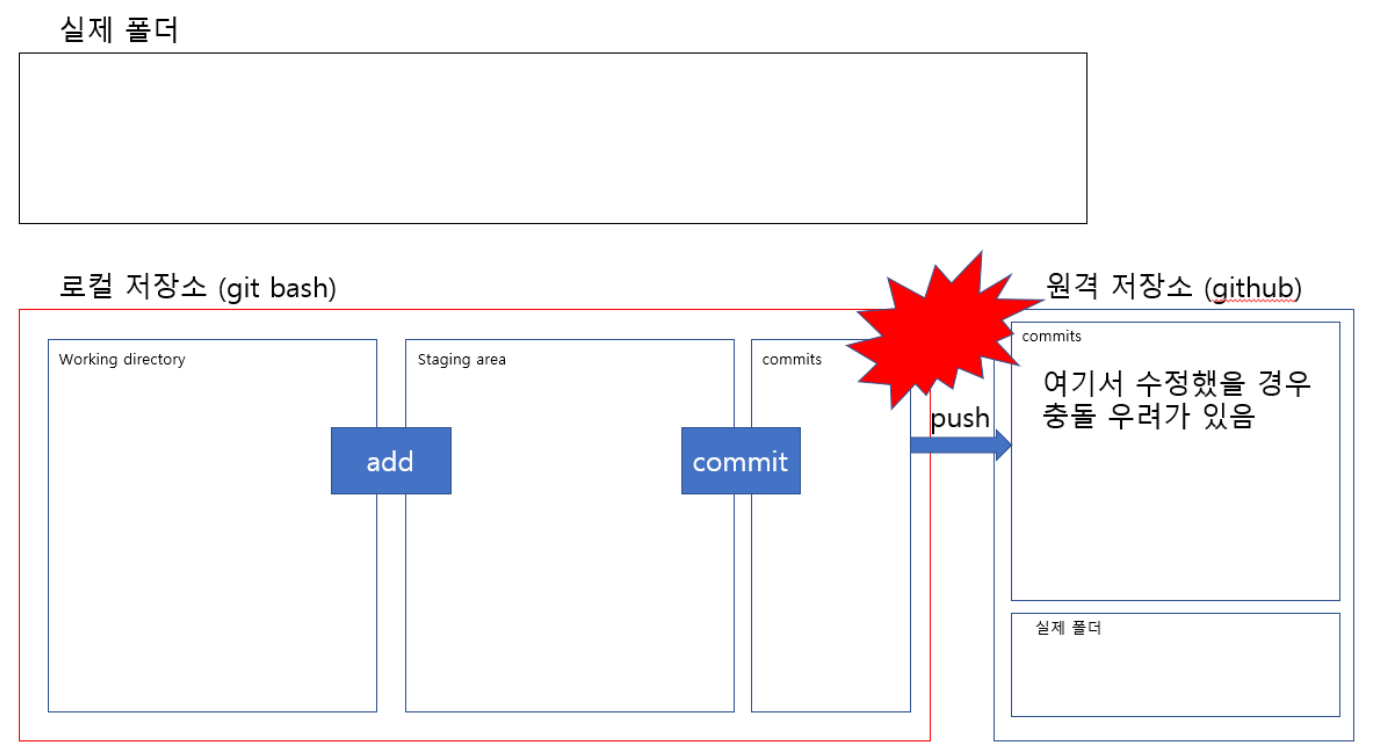 실제 폴더
로컬 저장소 (git bash)
원격 저장소 (github)
Working directory
Staging area
commits
commits
여기서 수정했을 경우
충돌 우려가 있음
add
commit
push
실제 폴더